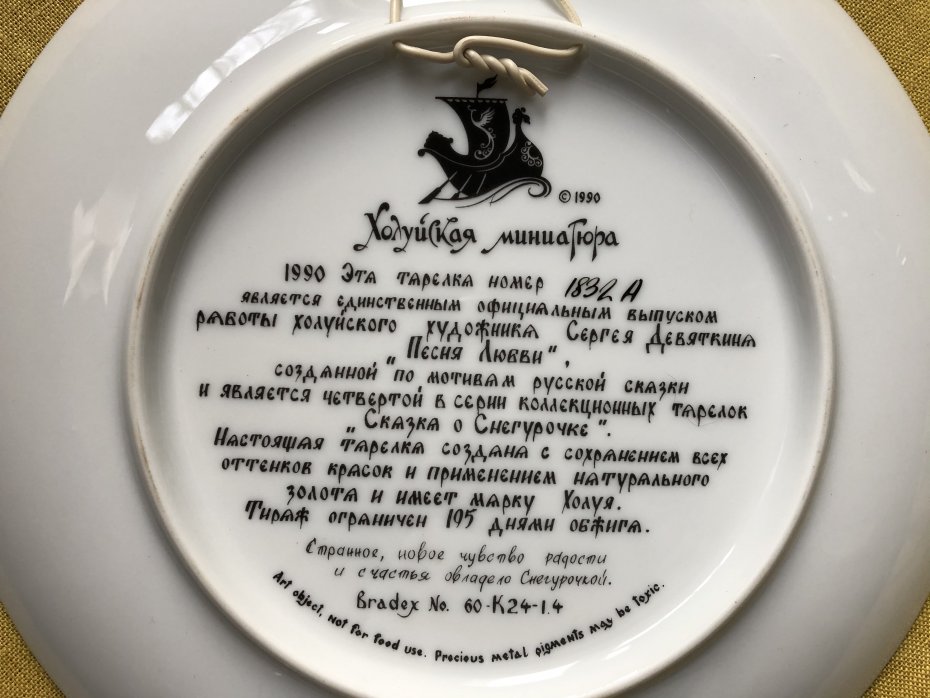 © 1990
Холуйская миниатюра
1990 Эта тарелка номер 1832 A
является единственным официальным выпуском
работы холуйского художника Сергея Девяткина
„Песня Любви",
созданной по мотивам русской сказки
и является четвертой в серии коллекционных тарелок
„Сказка о Снегурочке".
Настоящая тарелка создана с сохранением всех
оттенков красок и применением натурального
золота и имеет марку Холуя.
Тираж ограничен 195 днями обжига.
Странное, новое чувство радости
и счастья овладело Снегурочкой.
Bradex No. 60-K24-1.4
Art object, not for food use. Precious metal pigments may be toxic.